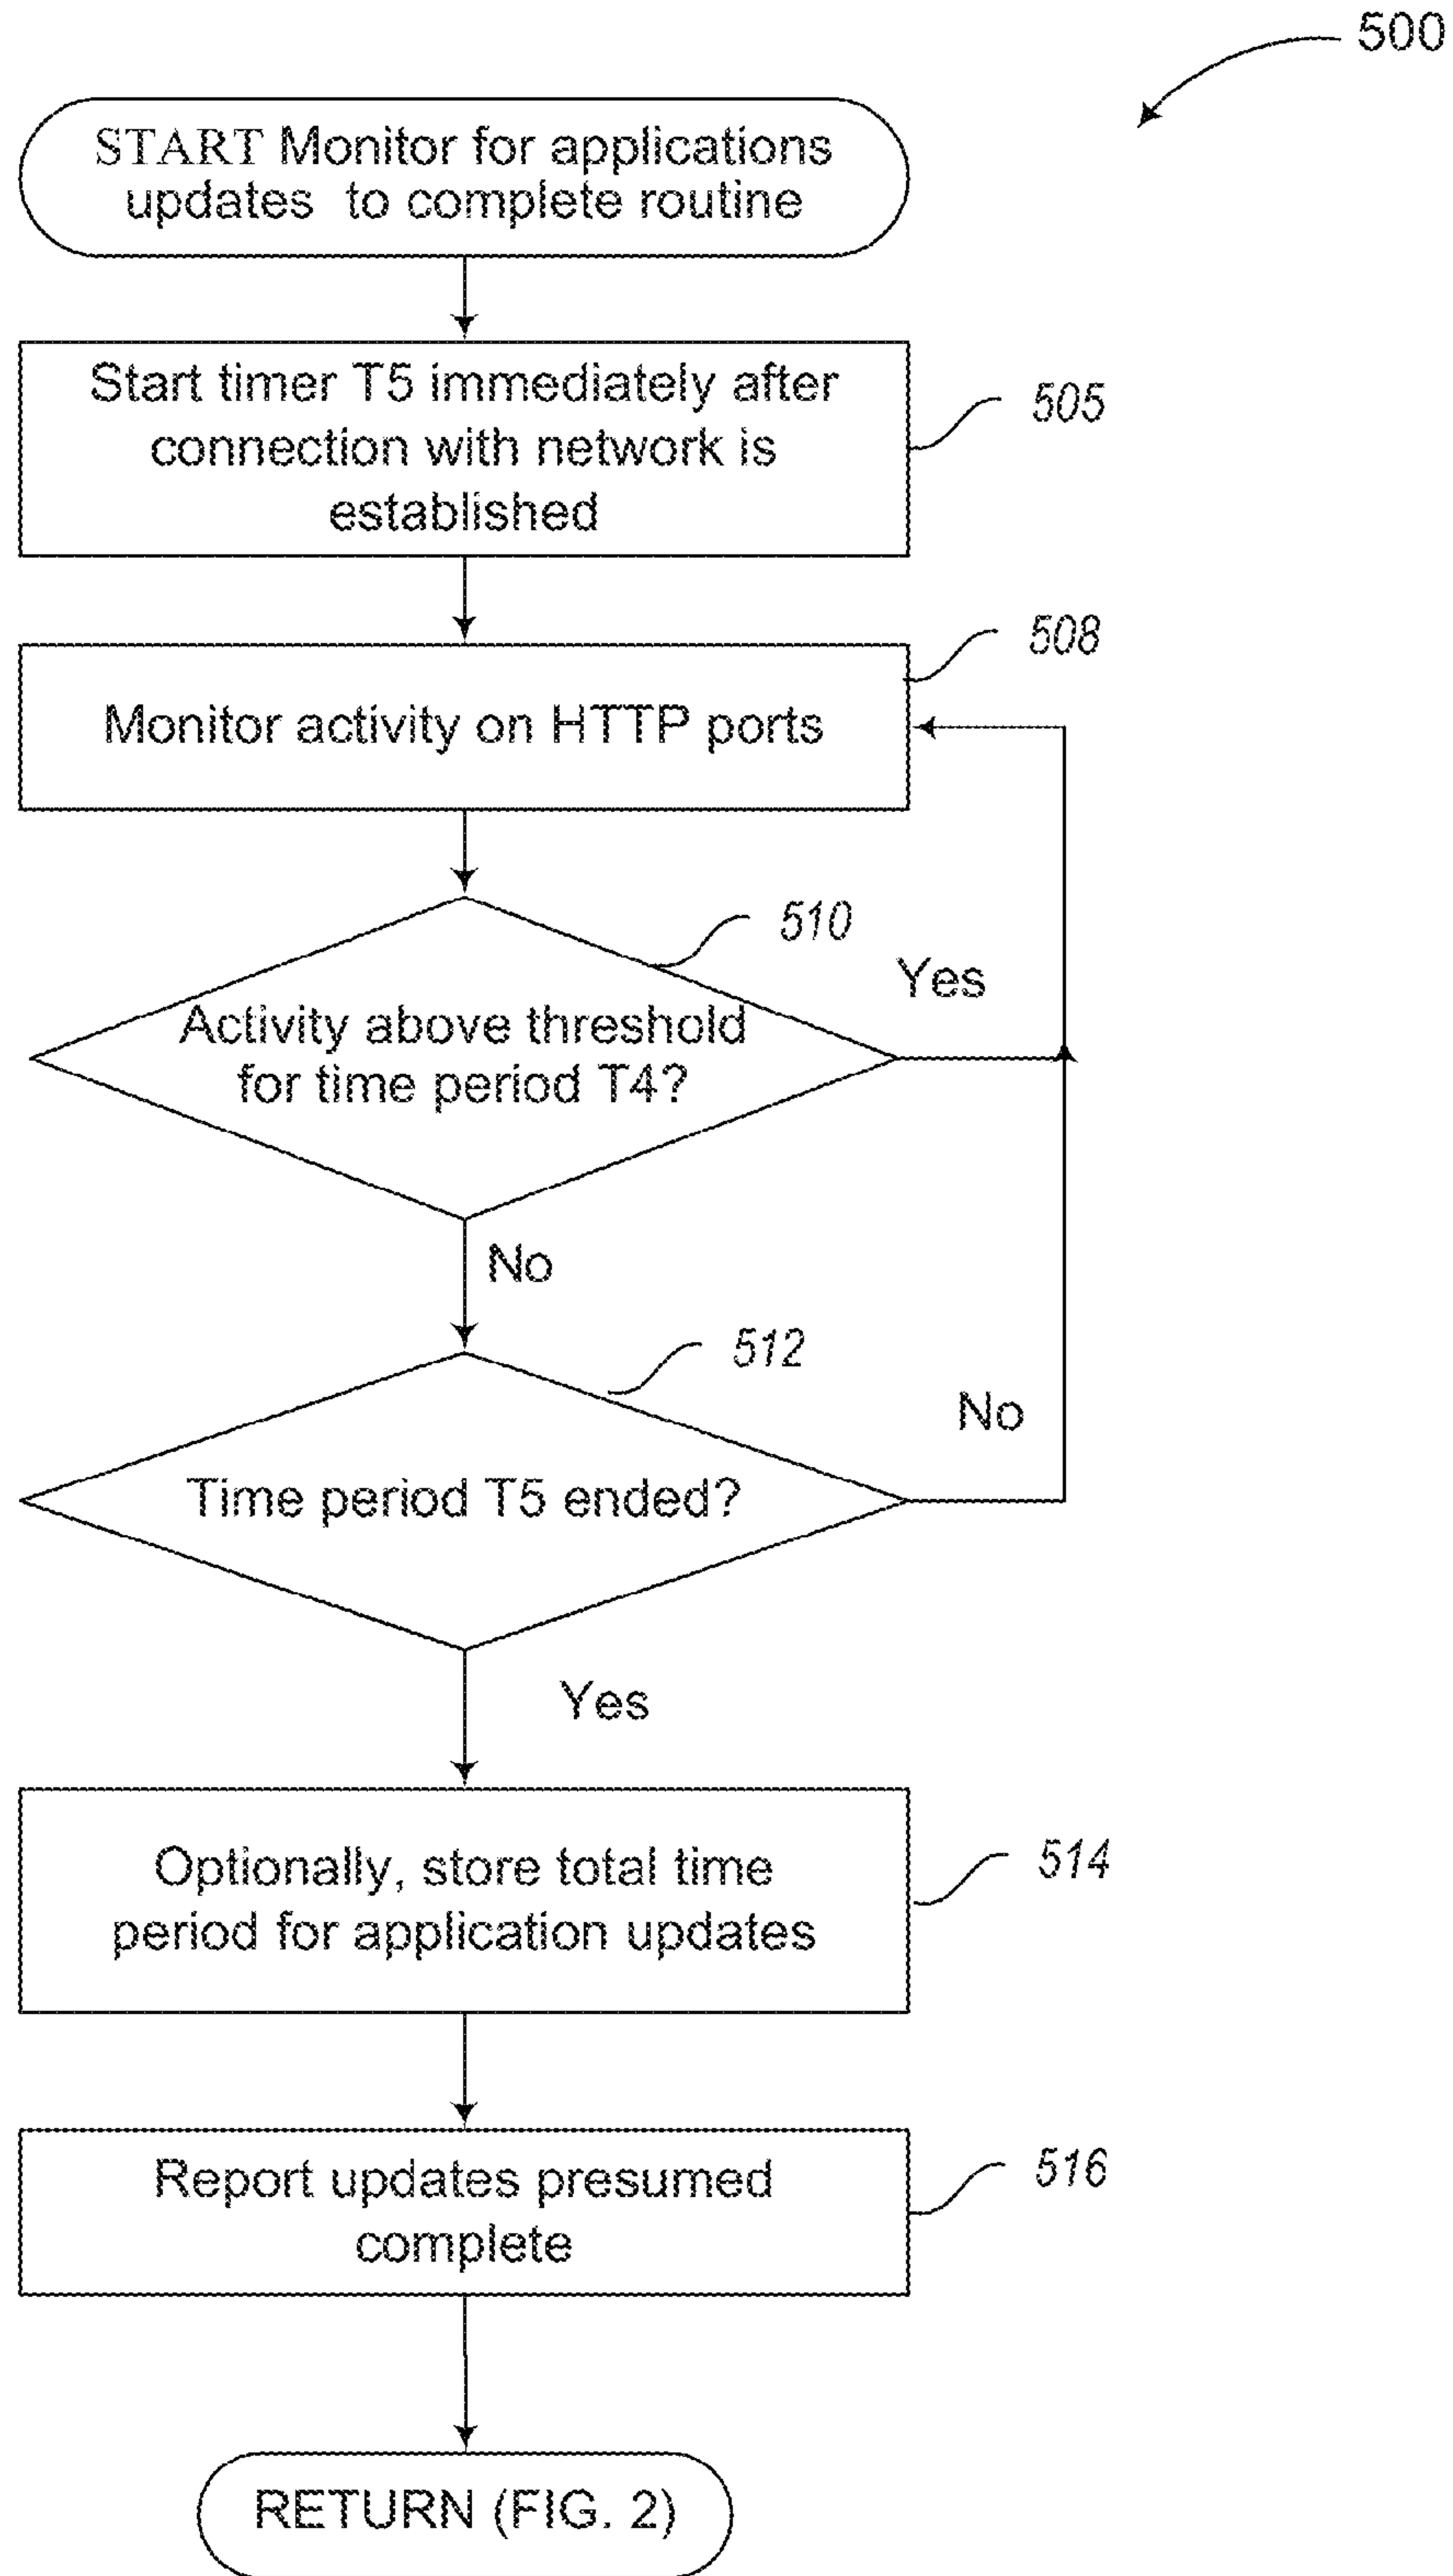 500
START Monitor for applications
updates to complete routine
Start timer T5 immediately after
connection with network is
established
505
508
Monitor activity on HTTP ports
510
Yes
Activity above threshold
for time period T4?
No
512
No
Time period T5 ended?
Yes
Optionally, store total time
period for application updates
514
Report updates presumed
complete
516
RETURN (FIG. 2)